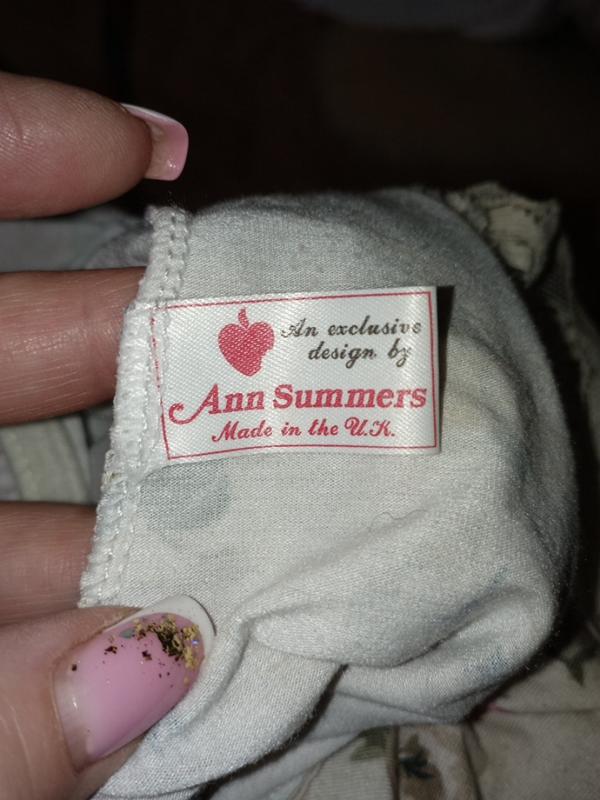 An exclusive
design by
Ann Summers
Made in the U.K.